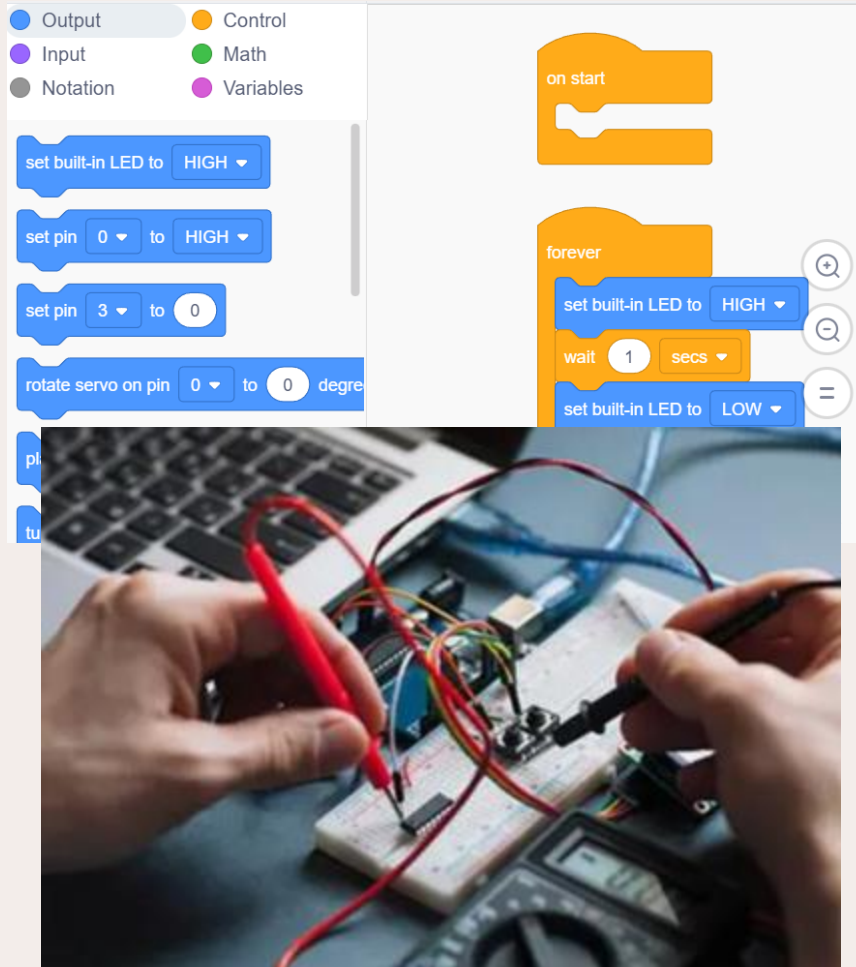 Output Control
Input Math
Notation Variables
set built-in LED to HIGH
set pin 0 to HIGH
set pin 3 to 0
rotate servo on pin 0 to 0 degre
pl
tu
on start
forever
set built-in LED to HIGH
wait 1 secs
set built-in LED to LOW